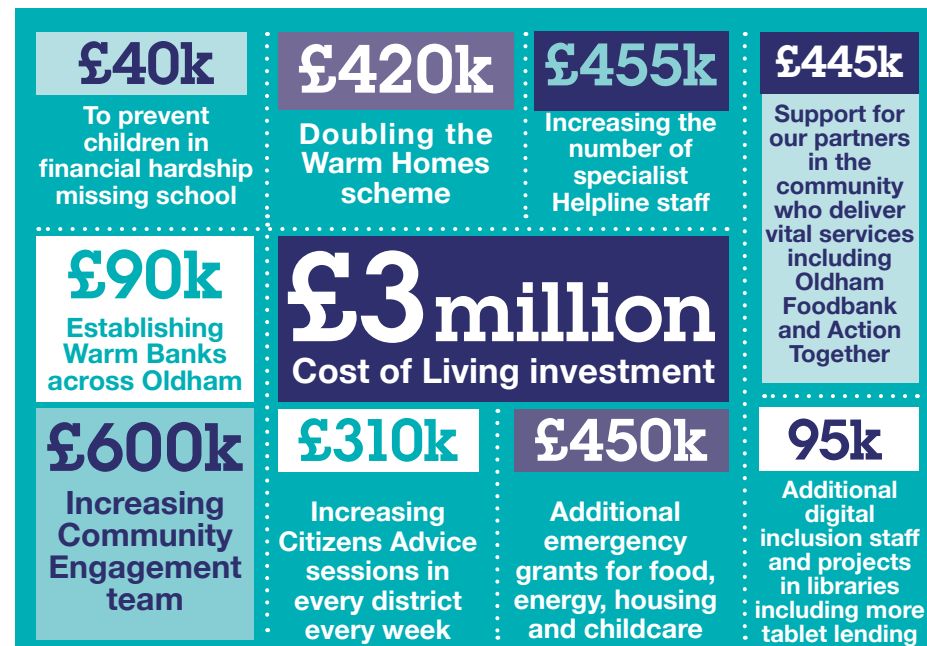 £40k
To prevent
children in
financial hardship
missing school
£420k
Doubling the
Warm Homes
scheme
£455k
Increasing the
number of
specialist
Helpline staff
£445k
Support for
our partners
in the
community
who deliver
vital services
including
Oldham
Foodbank
and Action
Together
£90k
Establishing
Warm Banks
across Oldham
£3 million
Cost of Living investment
£600k
Increasing
Community
Engagement
team
£310k
Increasing
Citizens Advice
sessions in
every district
every week
£450k
Additional
emergency
grants for food,
energy, housing
and childcare
95k
Additional
digital
inclusion staff
and projects
in libraries
including more
tablet lending